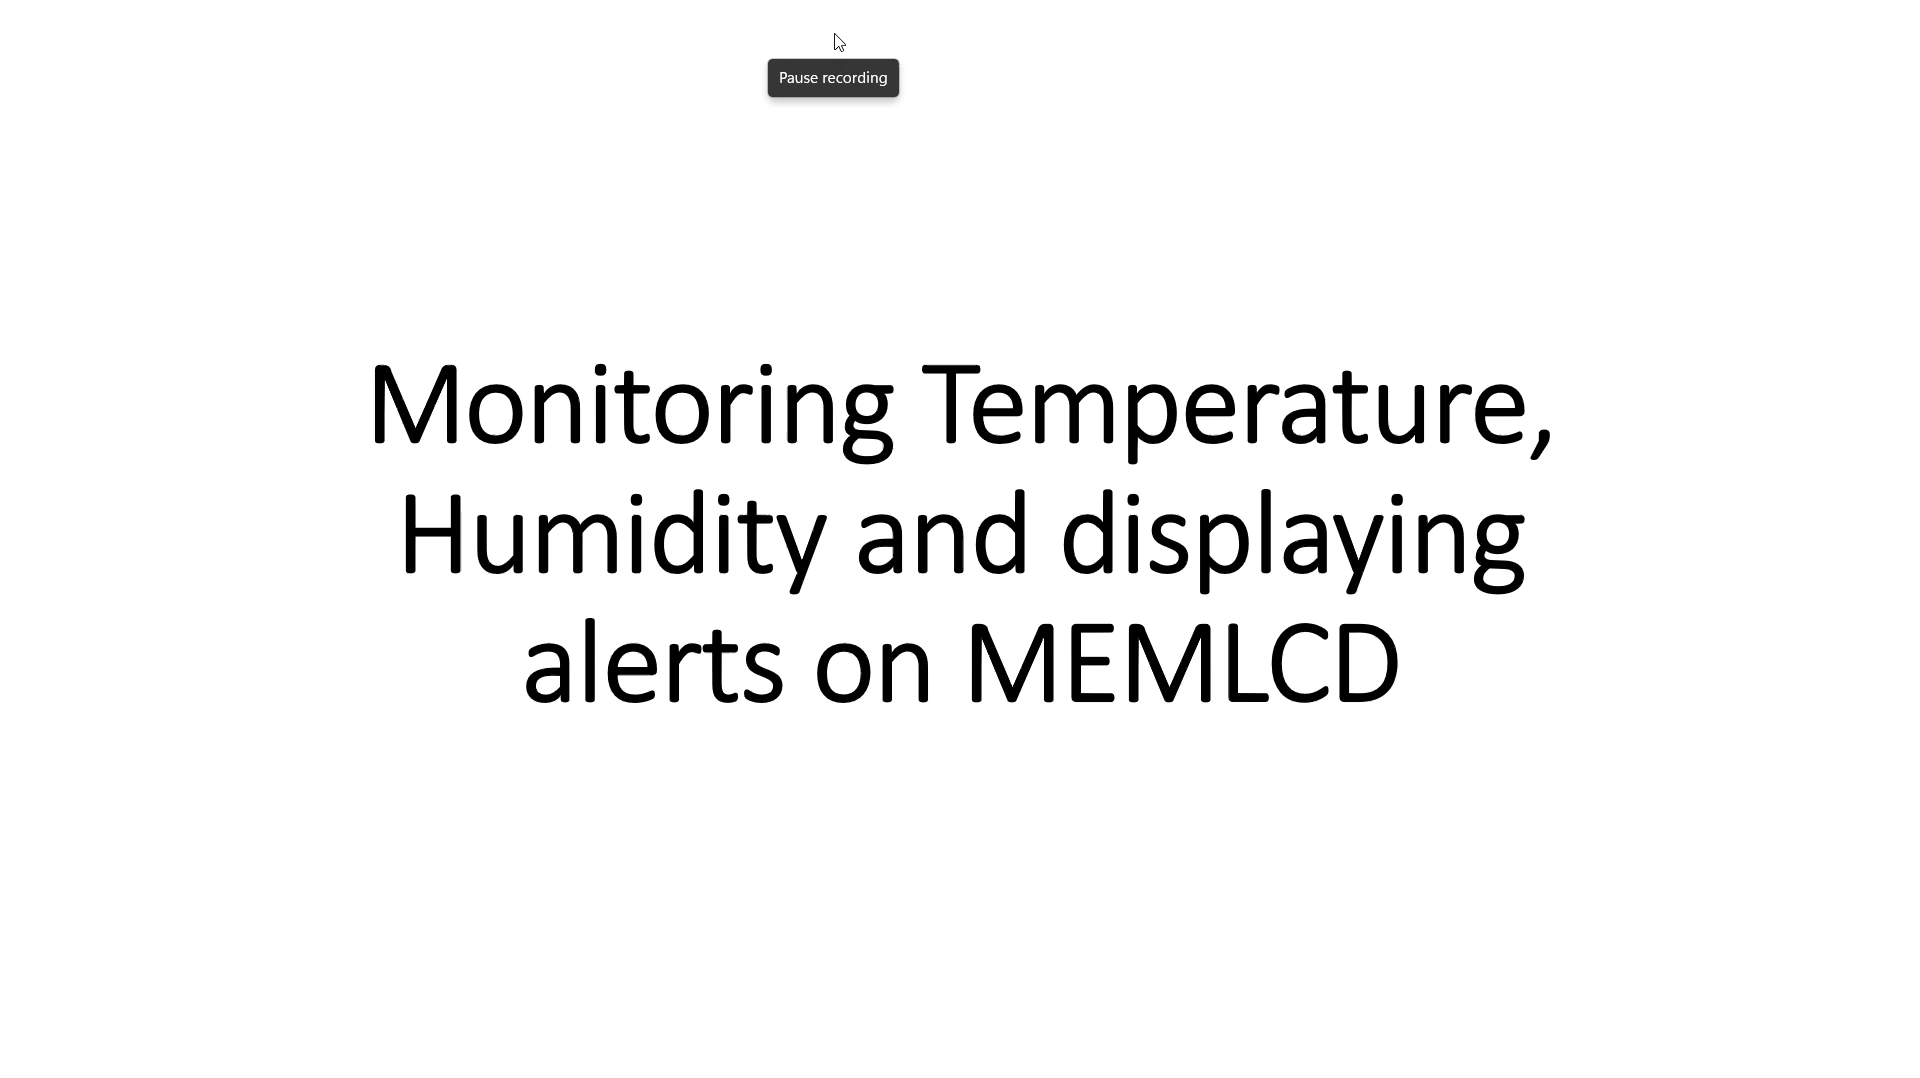 Pause recording
Monitoring Temperature,
Humidity and displaying
alerts on MEMLCD